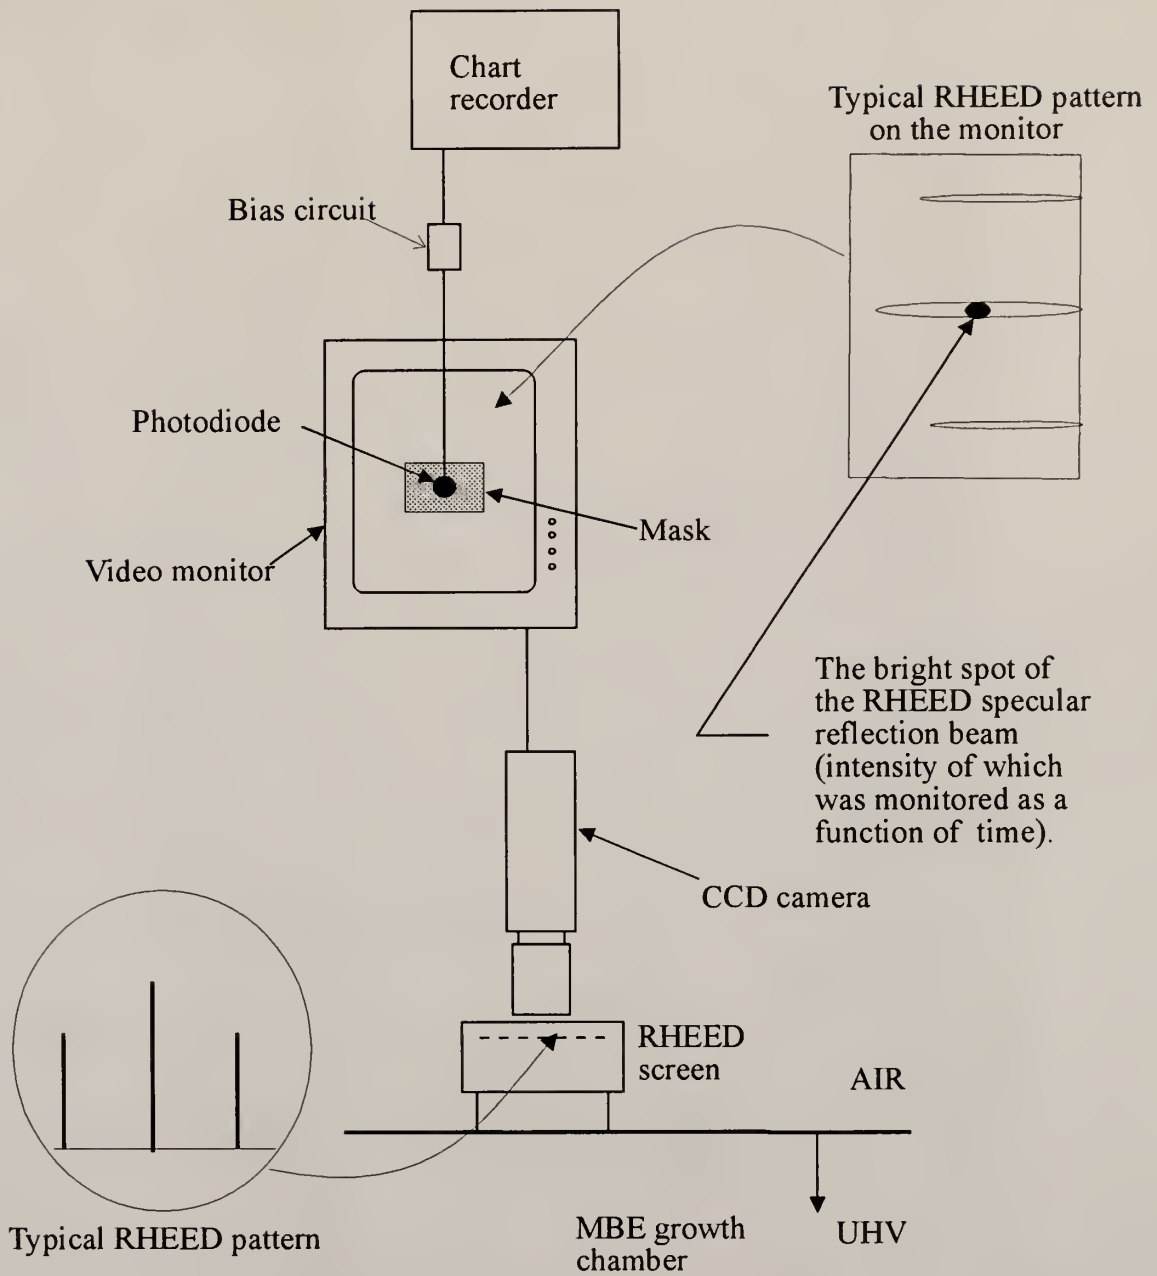 Chart
recorder
Typical RHEED pattern
on the monitor
Bias circuit
Photodiode
Mask
Video monitor
The bright spot of
the RHEED specular
reflection beam
(intensity of which
was monitored as a
function of time).
CCD camera
RHEED
screen
AIR
Typical RHEED pattern
MBE growth
chamber
UHV